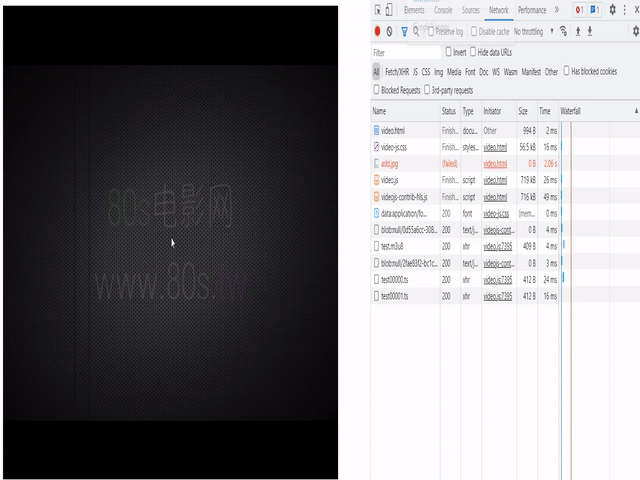 80s电影网
www.80s.
Elements Console Sources Network Performance » 1 1
Preserve log Disable cache No throttling
Filter Invert Hide data URLs
All Fetch/XHR JS CSS Img Media Font Doc WS Wasm Manifest Other Has blocked cookies
Blocked Requests 3rd-party requests
Name Status Type Initiator Size Time Waterfall
video.html Finish... docu... Other 994 B 2 ms
video-js.css Finish... styles... video.html 56.5 kB 16 ms
add.jpg (failed) video.html 0 B 2.06 s
video.js Finish... script video.html 719 kB 26 ms
videojs-contrib-hls.js Finish... script video.html 716 kB 49 ms
data:application/fo... 200 font video-js.css (mem... 0 ms
blob:null/0d55a6cc-308... 200 text/j... videojs-cont... 0 B 4 ms
test.m3u8 200 xhr video.js:7395 409 B 4 ms
blob:null/2fae93f2-bc1c... 200 text/j... videojs-cont... 0 B 3 ms
test00000.ts 200 xhr video.js:7395 412 B 24 ms
test00001.ts 200 xhr video.js:7395 412 B 16 ms